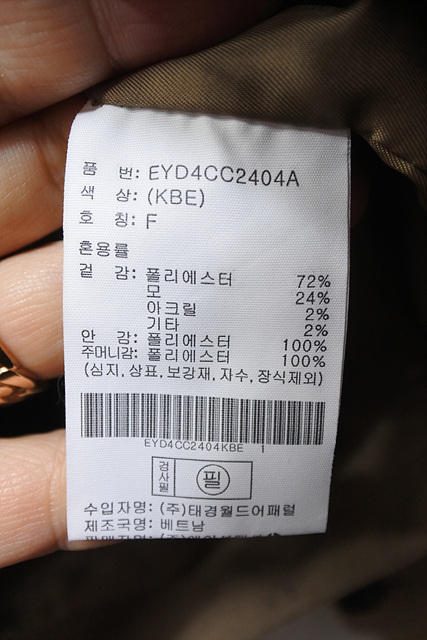 품 번: EYD4CC2404A
색 상: (KBE)
호 칭: F
혼용률
겉 감: 폴리에스터 72%
모 24%
아크릴 2%
기타 2%
안 감: 폴리에스터 100%
주머니감: 폴리에스터 100%
(심지, 상표, 보강재, 자수, 장식제외)
EYD4CC2404KBE 1
검사필 필
수입자명: (주)태경월드어패럴
제조국명: 베트남